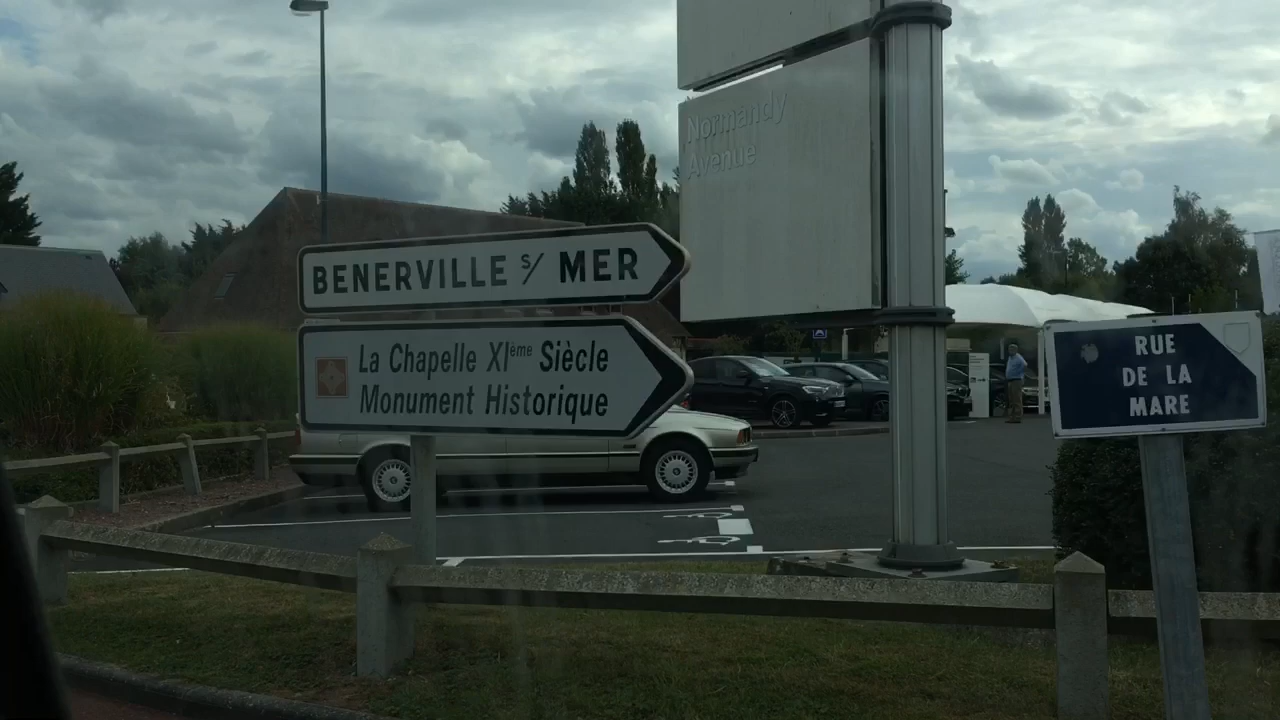 Normandy
Avenue
BENERVILLE s/ MER
La Chapelle XIème Siècle
Monument Historique
RUE
DE LA
MARE